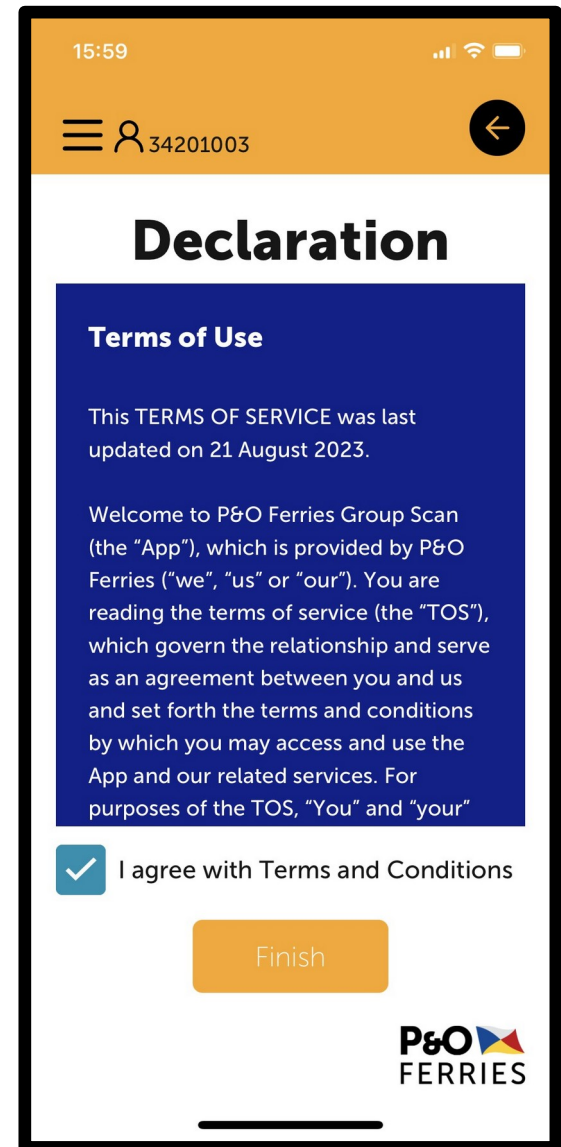 15:59
34201003
Declaration
Terms of Use
This TERMS OF SERVICE was last
updated on 21 August 2023.
Welcome to P&O Ferries Group Scan
(the “App”), which is provided by P&O
Ferries (“we”, “us” or “our”). You are
reading the terms of service (the “TOS”),
which govern the relationship and serve
as an agreement between you and us
and set forth the terms and conditions
by which you may access and use the
App and our related services. For
purposes of the TOS, “You” and “your”
I agree with Terms and Conditions
Finish
P&O
FERRIES